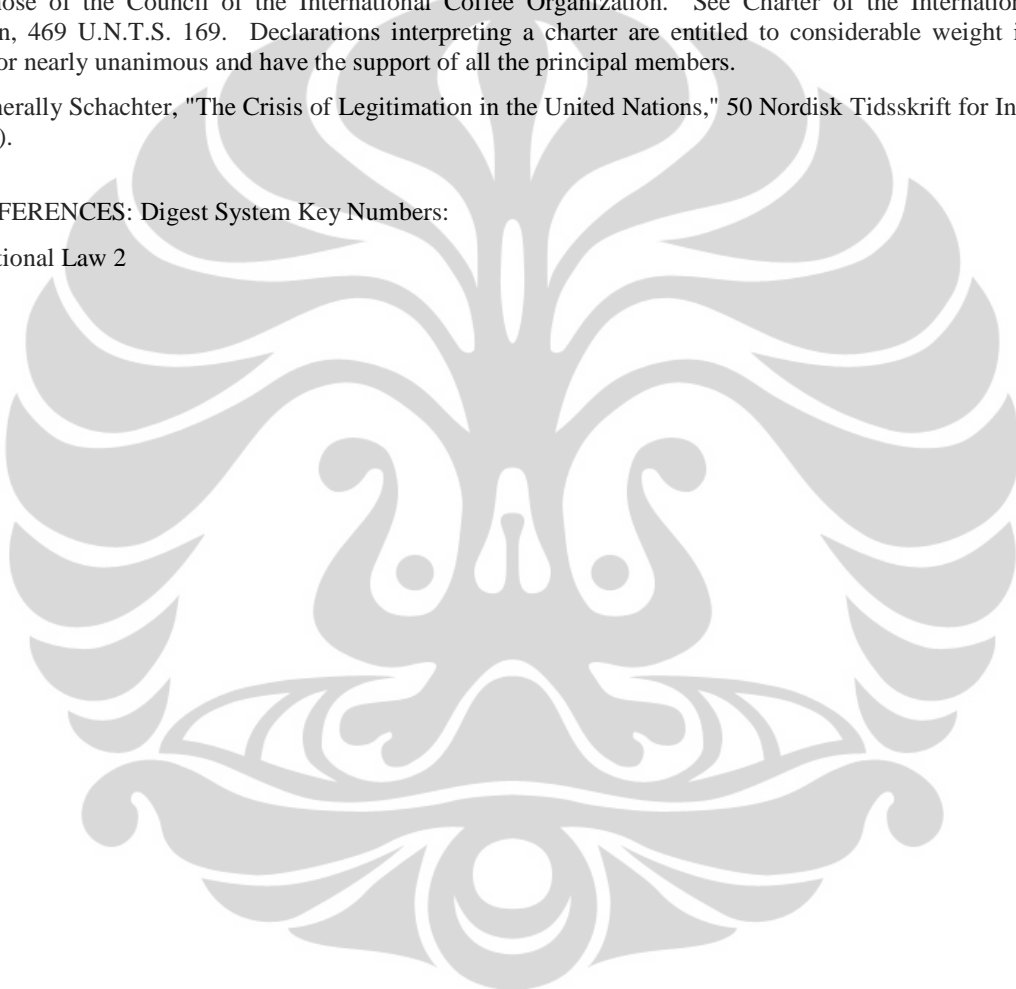 hose of the Council of the International Coffee Organization. See Charter of the Internation
n, 469 U.N.T.S. 169. Declarations interpreting a charter are entitled to considerable weight i
or nearly unanimous and have the support of all the principal members.
nerally Schachter, "The Crisis of Legitimation in the United Nations," 50 Nordisk Tidsskrift for In
).
FERENCES: Digest System Key Numbers:
tional Law 2